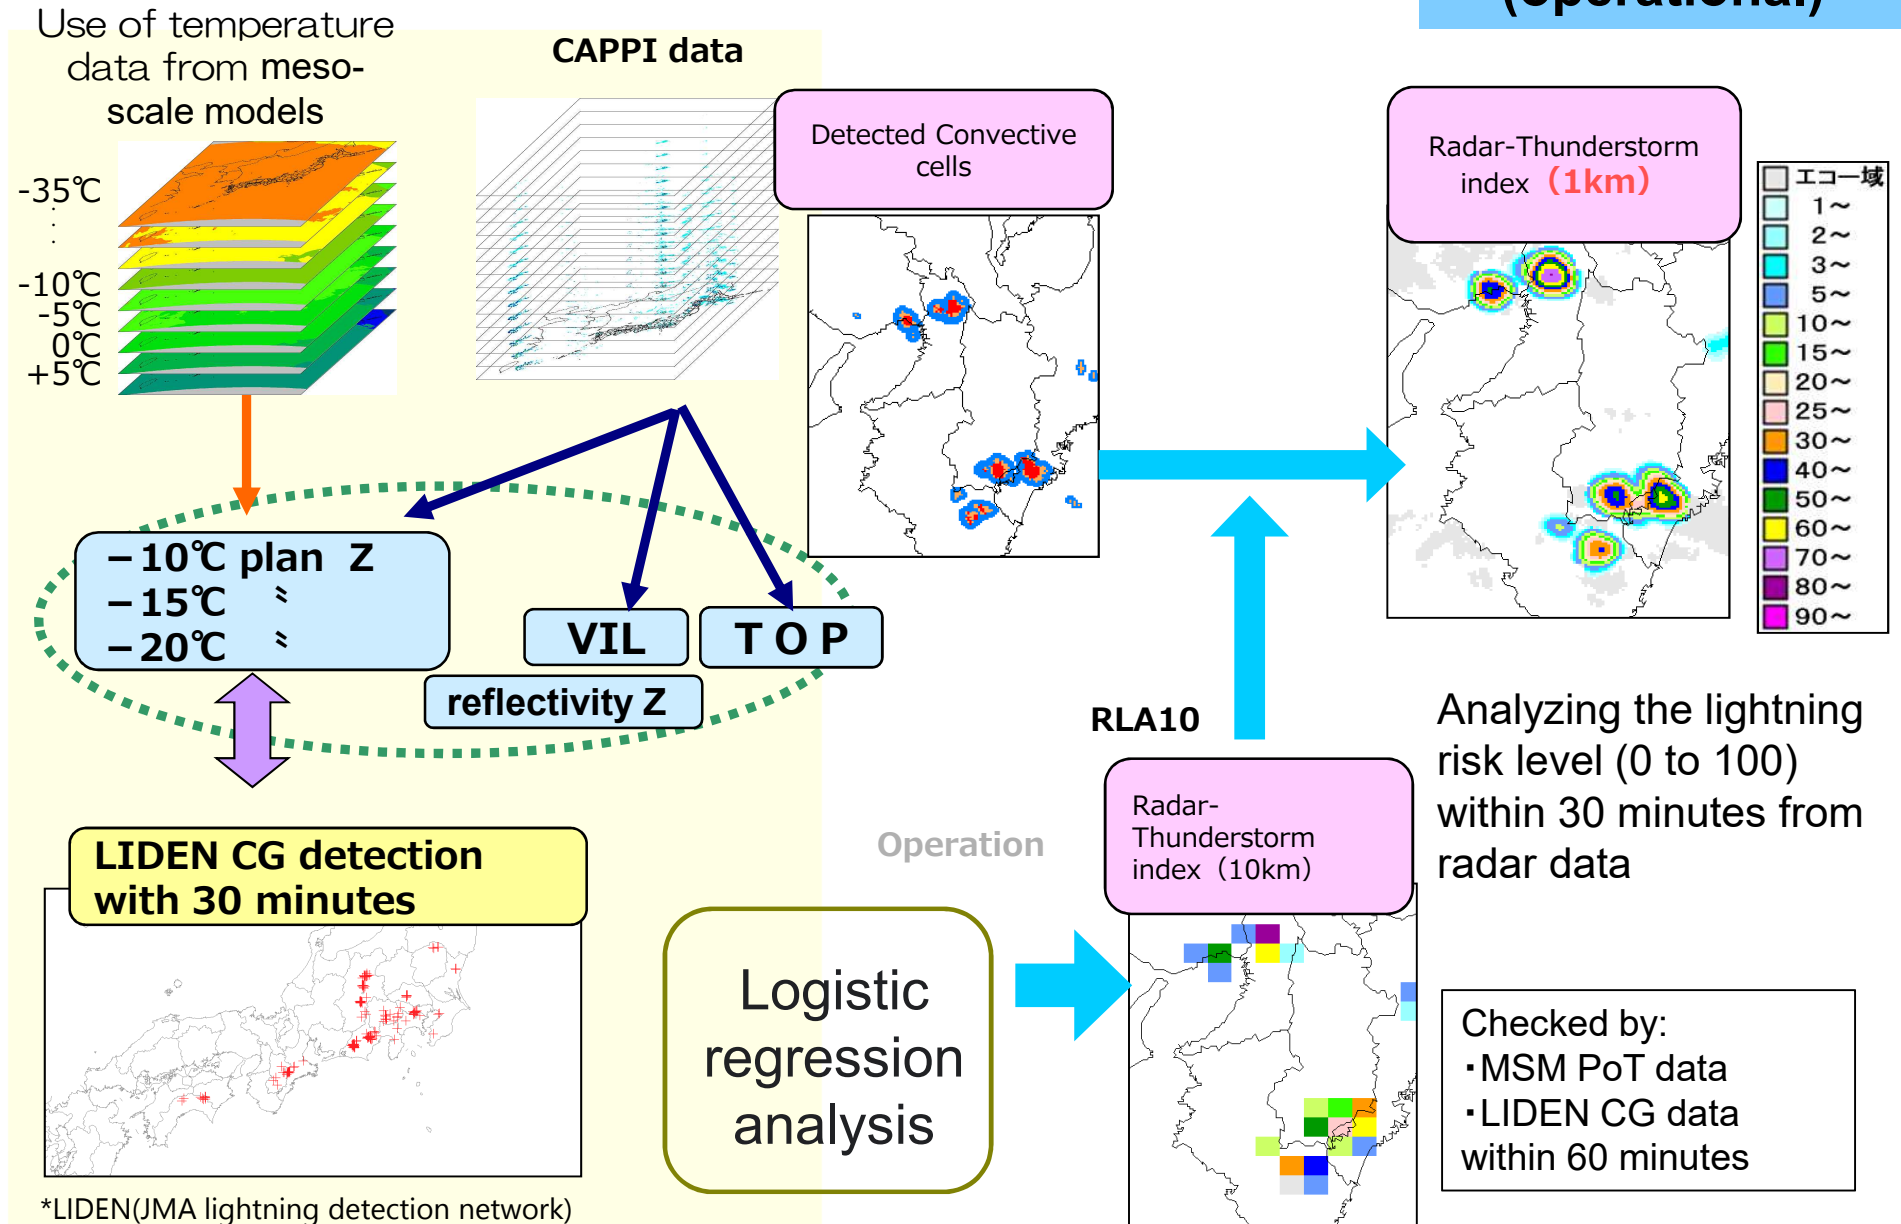 (operational)
Use of temperature
data from meso-
scale models
-35℃
-10℃
-5℃
0℃
+5℃
CAPPI data
Detected Convective
cells
Radar-Thunderstorm
index（1km）
エコー域
1～
2～
3～
5～
10～
15～
20～
25～
30～
40～
50～
60～
70～
80～
90～
－10℃ plan Z
－15℃ 〝
－20℃ 〝
VIL
T O P
reflectivity Z
LIDEN CG detection
with 30 minutes
*LIDEN(JMA lightning detection network)
Operation
Logistic
regression
analysis
RLA10
Radar-
Thunderstorm
index（10km）
Analyzing the lightning
risk level (0 to 100)
within 30 minutes from
radar data
Checked by:
・MSM PoT data
・LIDEN CG data
within 60 minutes